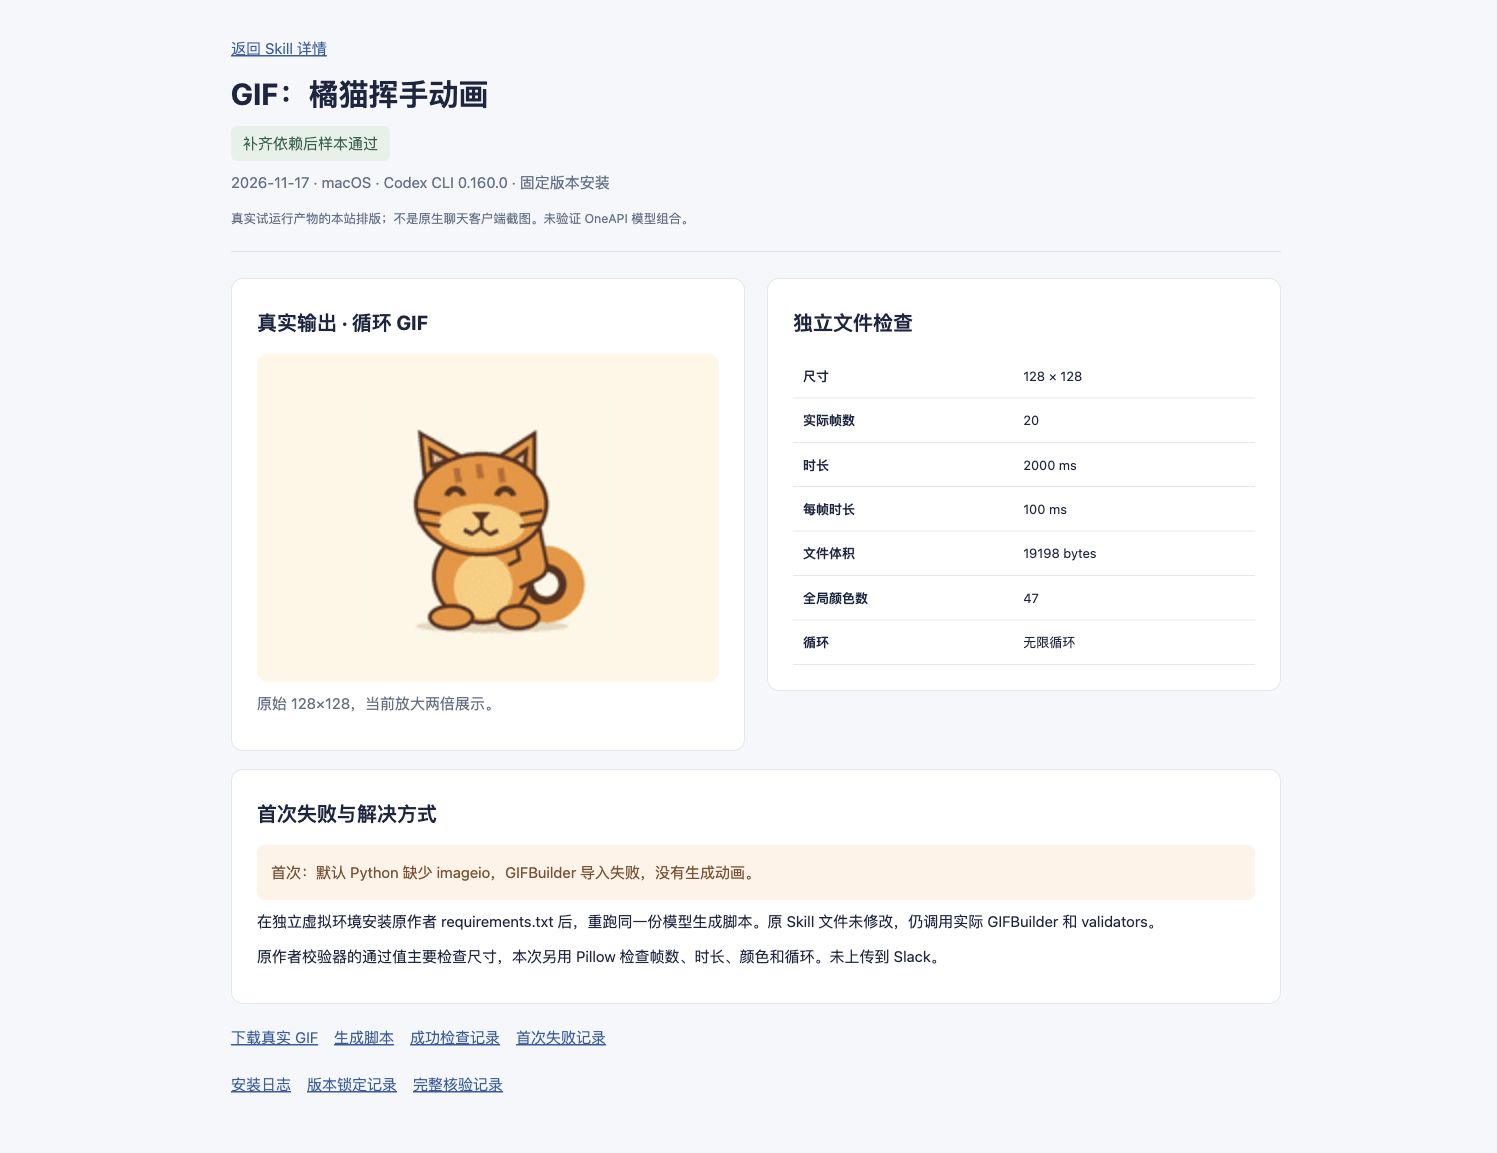 返回 Skill 详情
GIF：橘猫挥手动画
补齐依赖后样本通过
2026-11-17 · macOS · Codex CLI 0.160.0 · 固定版本安装
真实试运行产物的本站排版；不是原生聊天客户端截图。未验证 OneAPI 模型组合。
真实输出 · 循环 GIF
原始 128×128，当前放大两倍展示。
独立文件检查
尺寸 128 × 128
实际帧数 20
时长 2000 ms
每帧时长 100 ms
文件体积 19198 bytes
全局颜色数 47
循环 无限循环
首次失败与解决方式
首次：默认 Python 缺少 imageio，GIFBuilder 导入失败，没有生成动画。
在独立虚拟环境安装原作者 requirements.txt 后，重跑同一份模型生成脚本。原 Skill 文件未修改，仍调用实际 GIFBuilder 和 validators。
原作者校验器的通过值主要检查尺寸，本次另用 Pillow 检查帧数、时长、颜色和循环。未上传到 Slack。
下载真实 GIF 生成脚本 成功检查记录 首次失败记录
安装日志 版本锁定记录 完整核验记录